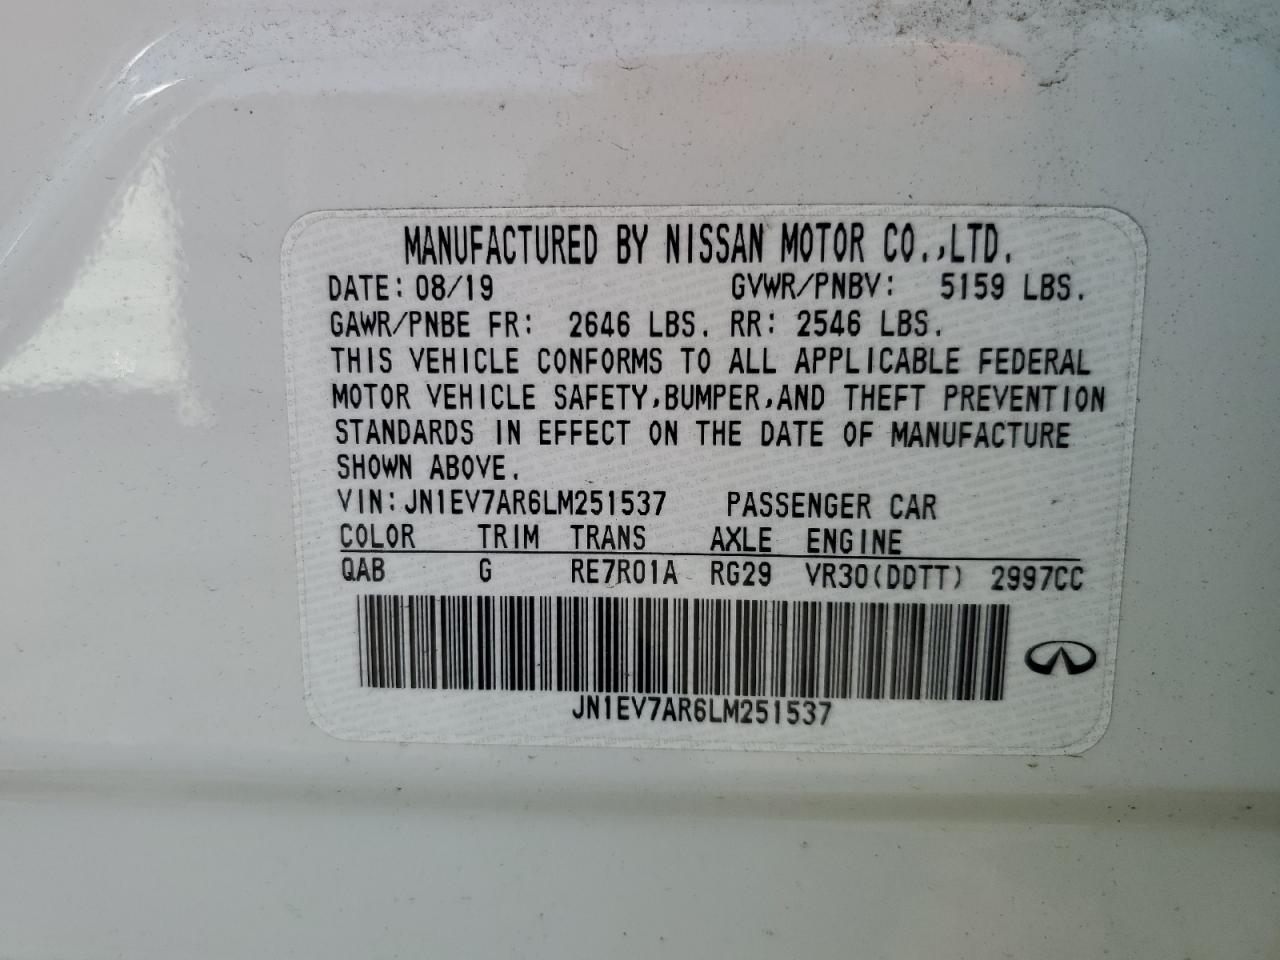 MANUFACTURED BY NISSAN MOTOR CO.,LTD.
DATE: 08/19 GVWR/PNBV: 5159 LBS.
GAWR/PNBE FR: 2646 LBS. RR: 2546 LBS.
THIS VEHICLE CONFORMS TO ALL APPLICABLE FEDERAL
MOTOR VEHICLE SAFETY,BUMPER,AND THEFT PREVENTION
STANDARDS IN EFFECT ON THE DATE OF MANUFACTURE
SHOWN ABOVE.
VIN:JN1EV7AR6LM251537 PASSENGER CAR
COLOR TRIM TRANS AXLE ENGINE
QAB G RE7R01A RG29 VR30(DDTT) 2997CC
JN1EV7AR6LM251537